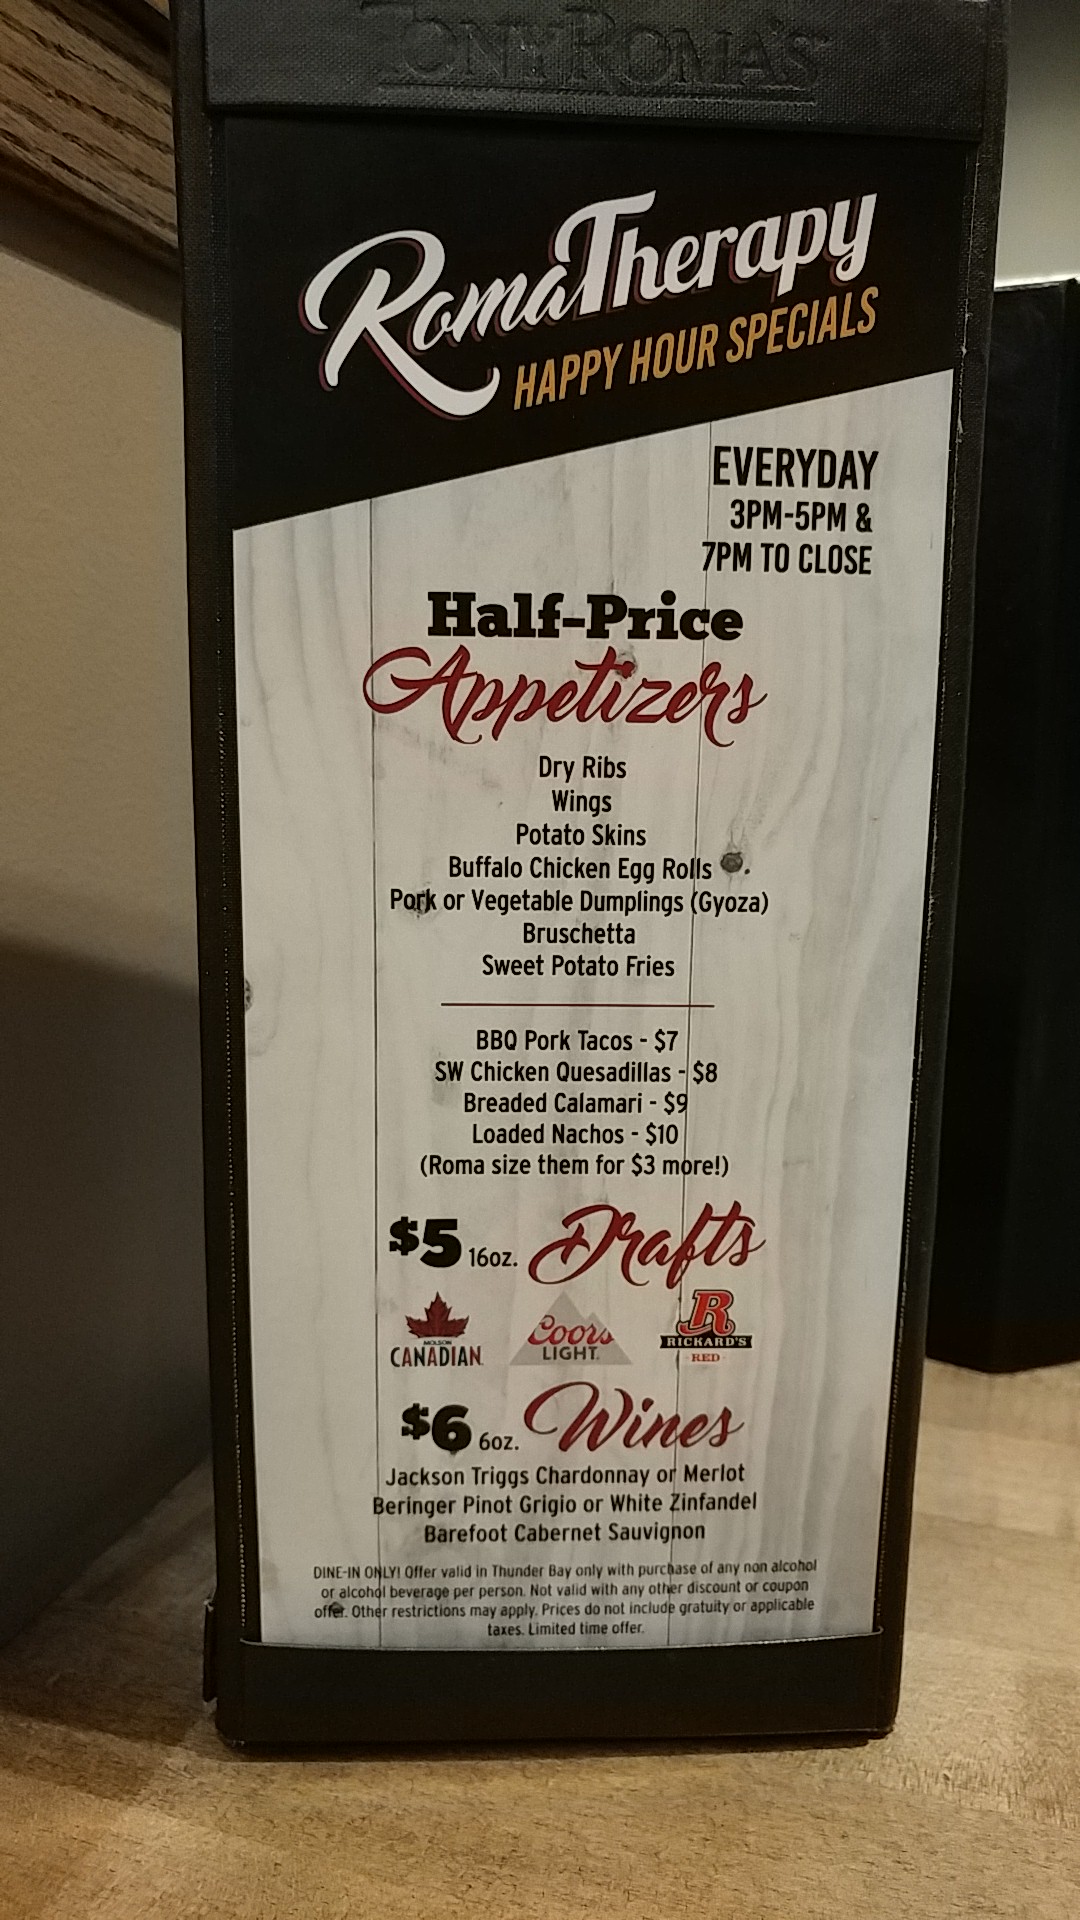 TONY ROMA'S
RomaTherapy
HAPPY HOUR SPECIALS
EVERYDAY
3PM-5PM &
7PM TO CLOSE
Half-Price
Appetizers
Dry Ribs
Wings
Potato Skins
Buffalo Chicken Egg Rolls
Pork or Vegetable Dumplings (Gyoza)
Bruschetta
Sweet Potato Fries
BBQ Pork Tacos - $7
SW Chicken Quesadillas - $8
Breaded Calamari - $9
Loaded Nachos - $10
(Roma size them for $3 more!)
$5 16oz. Drafts
MOLSON
CANADIAN
Coors
LIGHT
R
RICKARD'S
RED
$6 6oz. Wines
Jackson Triggs Chardonnay or Merlot
Beringer Pinot Grigio or White Zinfandel
Barefoot Cabernet Sauvignon
DINE-IN ONLY! Offer valid in Thunder Bay only with purchase of any non alcohol
or alcohol beverage per person. Not valid with any other discount or coupon
offer. Other restrictions may apply. Prices do not include gratuity or applicable
taxes. Limited time offer.